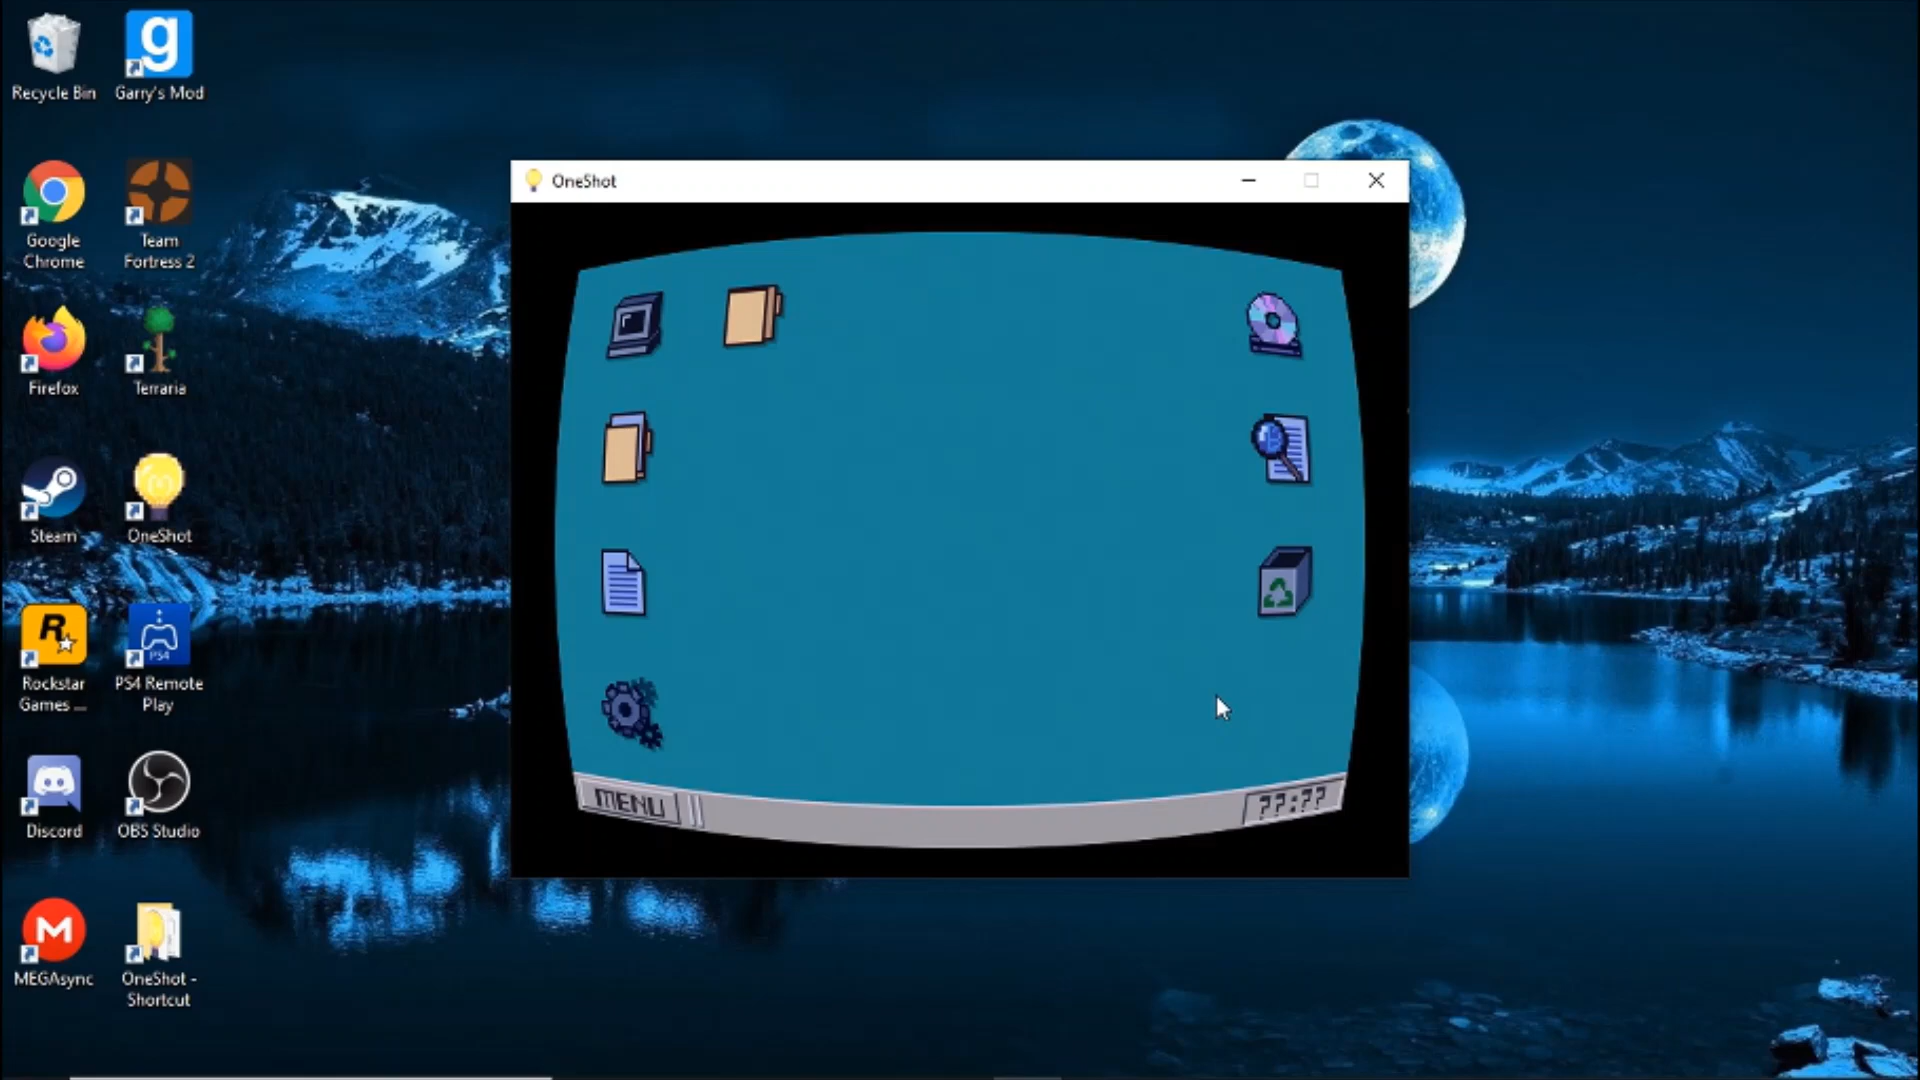 Recycle Bin
Garry's Mod
Google
Chrome
Team
Fortress 2
Firefox
Terraria
Steam
OneShot
Rockstar
Games ...
PS4 Remote
Play
PS4
Discord
OBS Studio
MEGAsync
OneShot -
Shortcut
OneShot
MENU
??:??